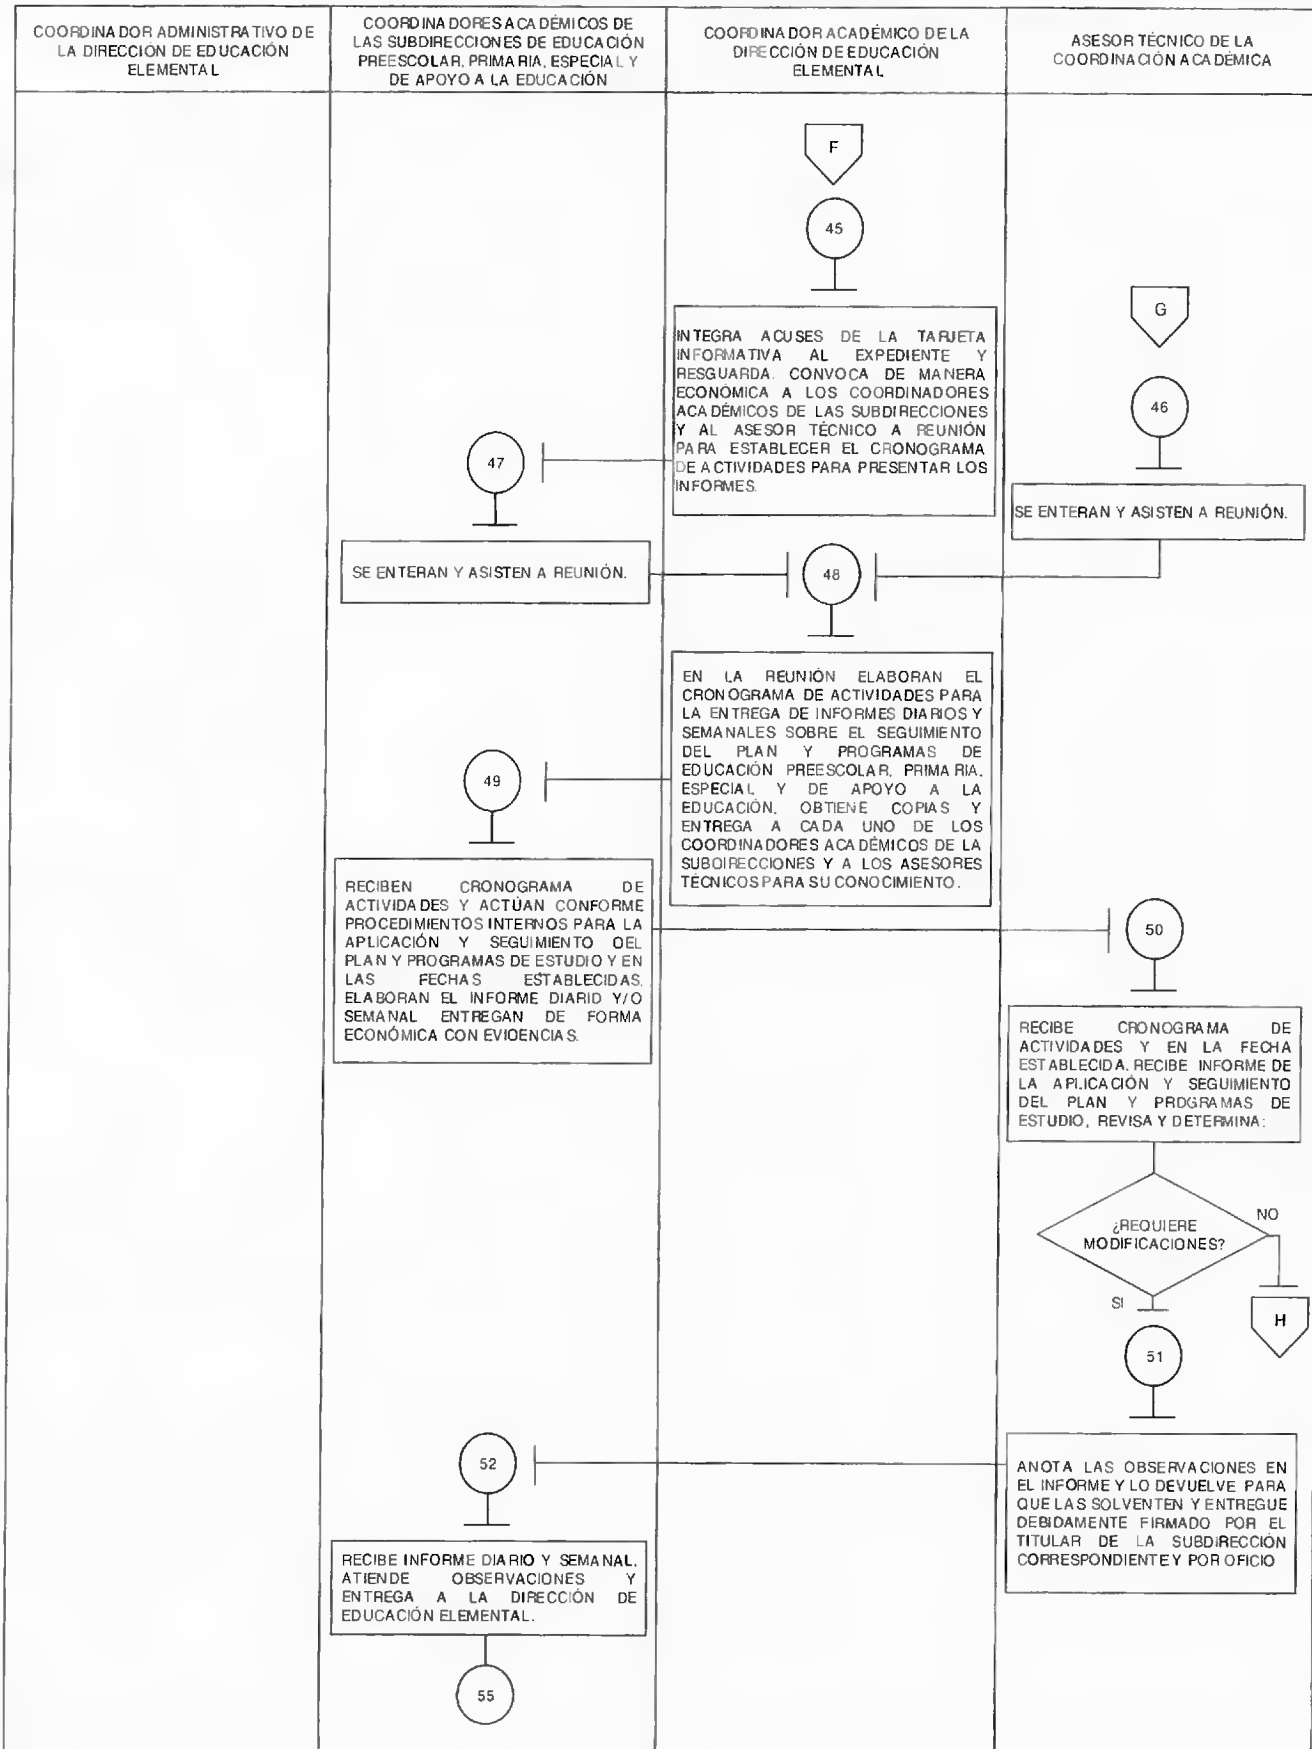 COORDINADOR ADMINISTRATIVO DE
LA DIRECCIÓN DE EDUCACIÓN
ELEMENTAL
COORDINADORES ACADÉMICOS DE
LAS SUBDIRECCIONES DE EDUCACIÓN
PREESCOLAR, PRIMARIA, ESPECIAL Y
DE APOYO A LA EDUCACIÓN
COORDINADOR ACADÉMICO DE LA
DIRECCIÓN DE EDUCACIÓN
ELEMENTAL
ASESOR TÉCNICO DE LA
COORDINACIÓN ACADÉMICA
F
45
INTEGRA ACUSES DE LA TARJETA
INFORMATIVA AL EXPEDIENTE Y
RESGUARDA. CONVOCA DE MANERA
ECONÓMICA A LOS COORDINADORES
ACADÉMICOS DE LAS SUBDIRECCIONES
Y AL ASESOR TÉCNICO A REUNIÓN
PARA ESTABLECER EL CRONOGRAMA
DE ACTIVIDADES PARA PRESENTAR LOS
INFORMES.
G
46
SE ENTERAN Y ASISTEN A REUNIÓN.
47
SE ENTERAN Y ASISTEN A REUNIÓN.
48
EN LA REUNIÓN ELABORAN EL
CRONOGRAMA DE ACTIVIDADES PARA
LA ENTREGA DE INFORMES DIARIOS Y
SEMANALES SOBRE EL SEGUIMIENTO
DEL PLAN Y PROGRAMAS DE
EDUCACIÓN PREESCOLAR, PRIMARIA,
ESPECIAL Y DE APOYO A LA
EDUCACIÓN, OBTIENE COPIAS Y
ENTREGA A CADA UNO DE LOS
COORDINADORES ACADÉMICOS DE LA
SUBDIRECCIONES Y A LOS ASESORES
TÉCNICOS PARA SU CONOCIMIENTO.
49
RECIBEN CRONOGRAMA DE
ACTIVIDADES Y ACTÚAN CONFORME
PROCEDIMIENTOS INTERNOS PARA LA
APLICACIÓN Y SEGUIMIENTO DEL
PLAN Y PROGRAMAS DE ESTUDIO Y EN
LAS FECHAS ESTABLECIDAS,
ELABORAN EL INFORME DIARIO Y/O
SEMANAL ENTREGAN DE FORMA
ECONÓMICA CON EVIDENCIAS.
50
RECIBE CRONOGRAMA DE
ACTIVIDADES Y EN LA FECHA
ESTABLECIDA, RECIBE INFORME DE
LA APLICACIÓN Y SEGUIMIENTO
DEL PLAN Y PROGRAMAS DE
ESTUDIO, REVISA Y DETERMINA:
¿REQUIERE
MODIFICACIONES?
NO
SI
H
51
ANOTA LAS OBSERVACIONES EN
EL INFORME Y LO DEVUELVE PARA
QUE LAS SOLVENTEN Y ENTREGUE
DEBIDAMENTE FIRMADO POR EL
TITULAR DE LA SUBDIRECCIÓN
CORRESPONDIENTE Y POR OFICIO
52
RECIBE INFORME DIARIO Y SEMANAL,
ATIENDE OBSERVACIONES Y
ENTREGA A LA DIRECCIÓN DE
EDUCACIÓN ELEMENTAL.
55